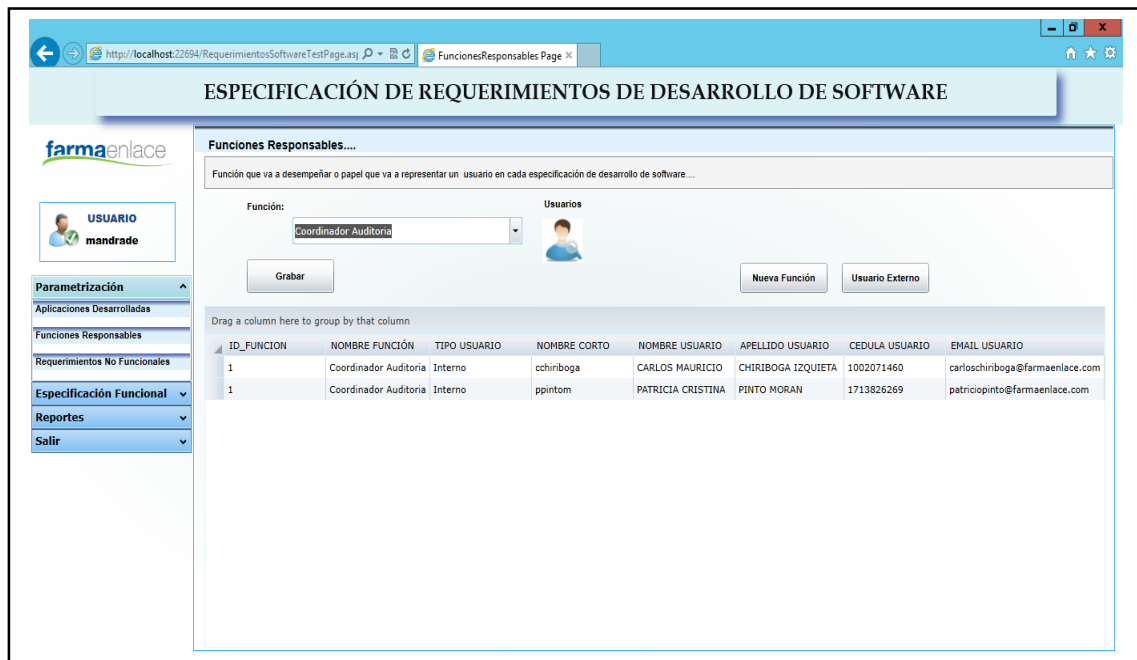 http://localhost:22694/RequerimientosSoftwareTestPage.as
FuncionesResponsables Page
ESPECIFICACIÓN DE REQUERIMIENTOS DE DESARROLLO DE SOFTWARE
farmaenlace
USUARIO
mandrade
Parametrización
Aplicaciones Desarrolladas
Funciones Responsables
Requerimientos No Funcionales
Especificación Funcional
Reportes
Salir
Funciones Responsables....
Función que va a desempeñar o papel que va a representar un usuario en cada especificación de desarrollo de software....
Función:
Usuarios
Coordinador Auditoria
Grabar
Nueva Función
Usuario Externo
Drag a column here to group by that column
ID_FUNCION NOMBRE FUNCIÓN TIPO USUARIO NOMBRE CORTO NOMBRE USUARIO APELLIDO USUARIO CEDULA USUARIO EMAIL USUARIO
1 Coordinador Auditoria Interno cchiriboga CARLOS MAURICIO CHIRIBOGA IZQUIETA 1002071460 carloschiriboga@farmaenlace.com
1 Coordinador Auditoria Interno ppintom PATRICIA CRISTINA PINTO MORAN 1713826269 patriciopinto@farmaenlace.com